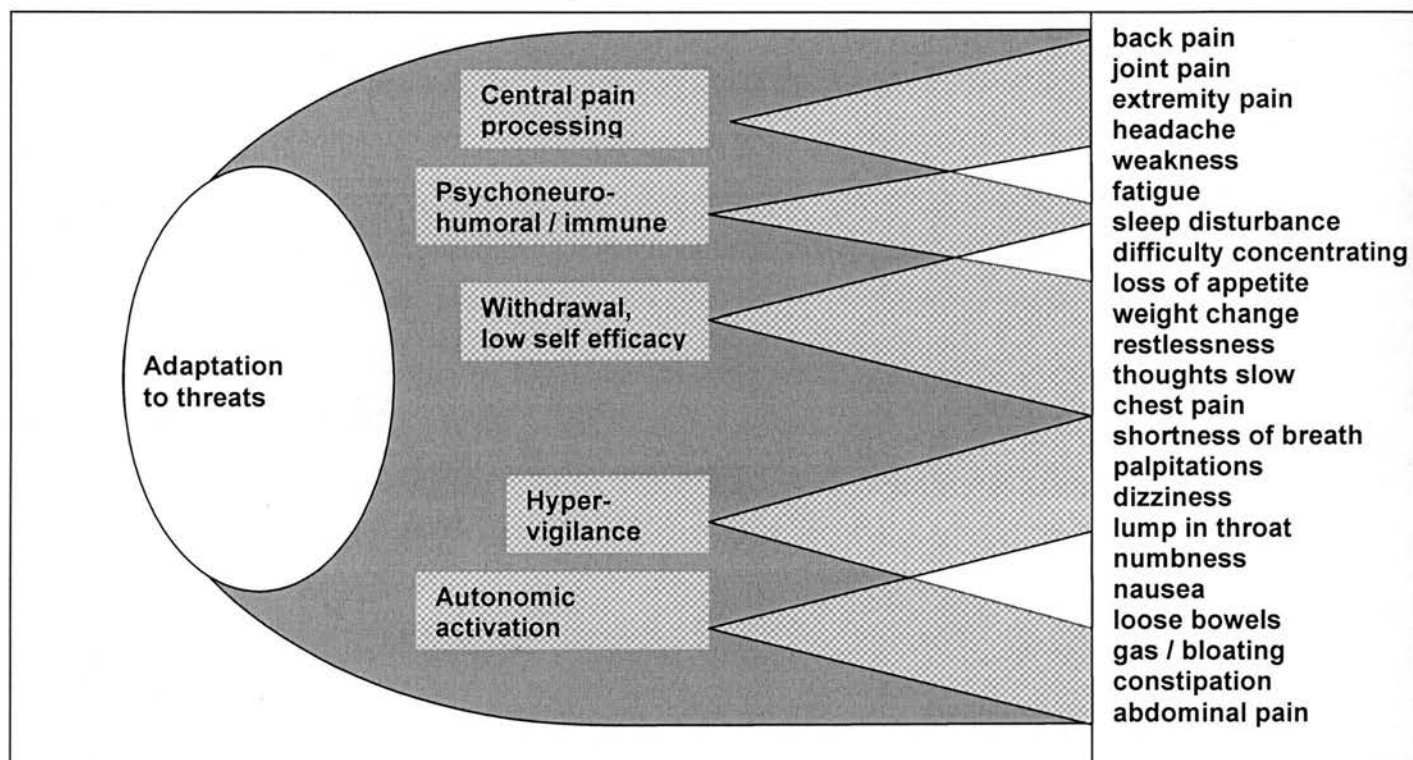 Adaptation
to threats
Central pain
processing
Psychoneuro-
humoral / immune
Withdrawal,
low self efficacy
Hyper-
vigilance
Autonomic
activation
back pain
joint pain
extremity pain
headache
weakness
fatigue
sleep disturbance
difficulty concentrating
loss of appetite
weight change
restlessness
thoughts slow
chest pain
shortness of breath
palpitations
dizziness
lump in throat
numbness
nausea
loose bowels
gas / bloating
constipation
abdominal pain